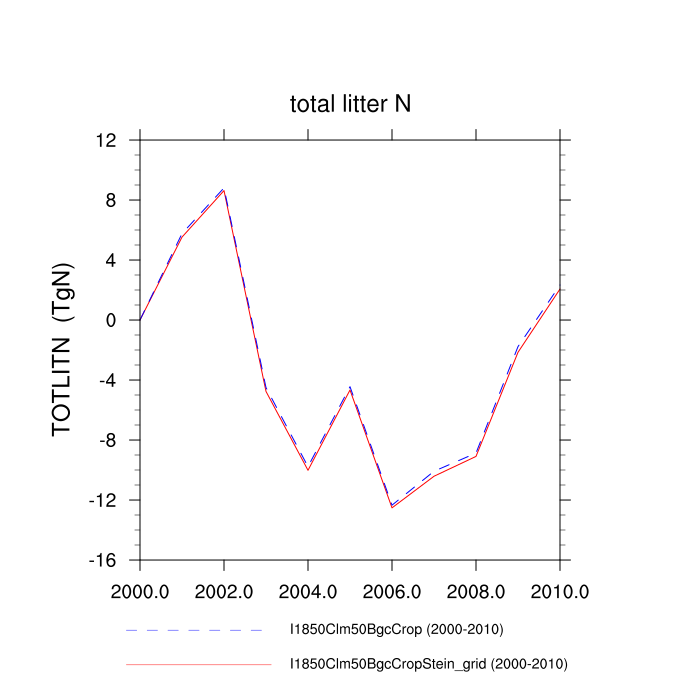 total litter N
TOTLITN (TgN)
12
8
4
0
-4
-8
-12
-16
2000.0 2002.0 2004.0 2006.0 2008.0 2010.0
I1850Clm50BgcCrop (2000-2010)
I1850Clm50BgcCropStein_grid (2000-2010)